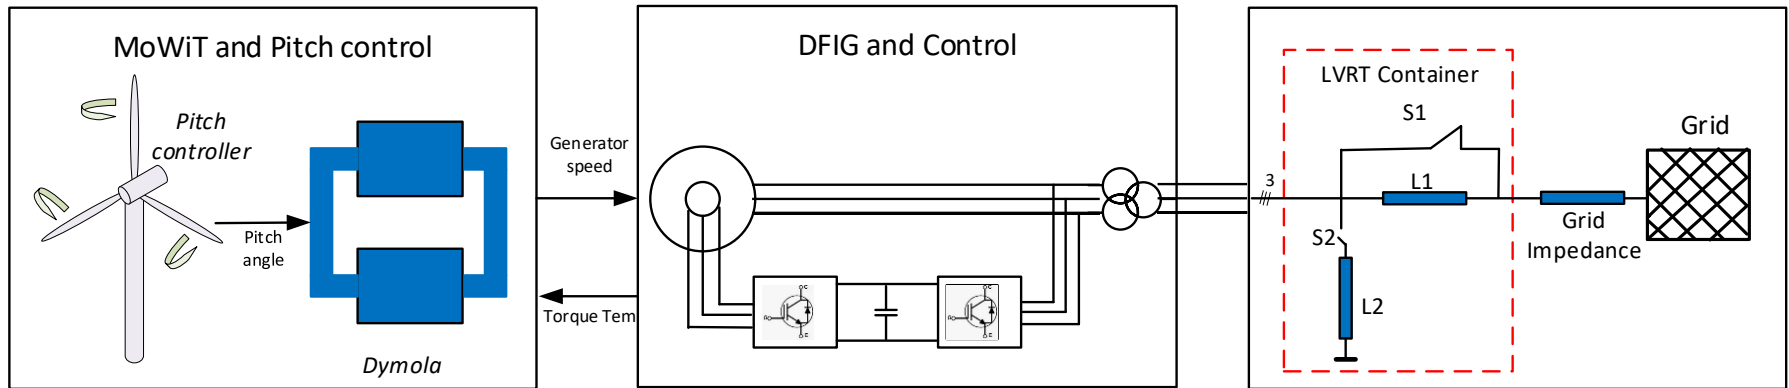 MoWiT and Pitch control
Pitch
controller
Pitch
angle
Dymola
Generator
speed
Torque Tem
DFIG and Control
LVRT Container
S1
3
L1
S2
L2
Grid
Impedance
Grid